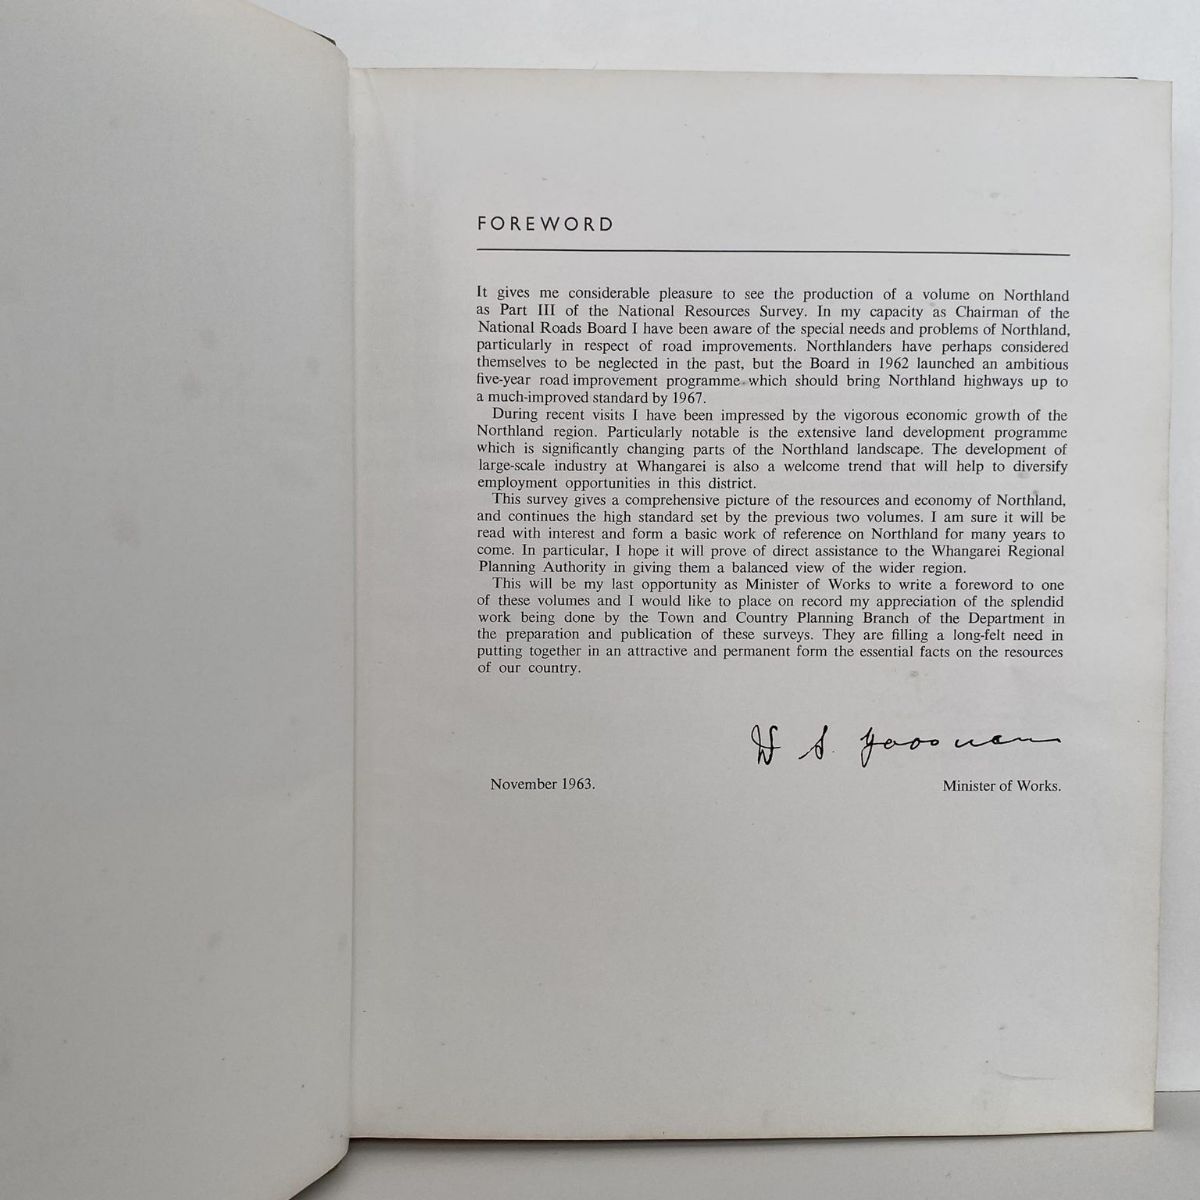 FOREWORD
It gives me considerable pleasure to see the production of a volume on Northland
as Part III of the National Resources Survey. In my capacity as Chairman of the
National Roads Board I have been aware of the special needs and problems of Northland,
particularly in respect of road improvements. Northlanders have perhaps considered
themselves to be neglected in the past, but the Board in 1962 launched an ambitious
five-year road improvement programme which should bring Northland highways up to
a much-improved standard by 1967.
During recent visits I have been impressed by the vigorous economic growth of the
Northland region. Particularly notable is the extensive land development programme
which is significantly changing parts of the Northland landscape. The development of
large-scale industry at Whangarei is also a welcome trend that will help to diversify
employment opportunities in this district.
This survey gives a comprehensive picture of the resources and economy of Northland,
and continues the high standard set by the previous two volumes. I am sure it will be
read with interest and form a basic work of reference on Northland for many years to
come. In particular, I hope it will prove of direct assistance to the Whangarei Regional
Planning Authority in giving them a balanced view of the wider region.
This will be my last opportunity as Minister of Works to write a foreword to one
of these volumes and I would like to place on record my appreciation of the splendid
work being done by the Town and Country Planning Branch of the Department in
the preparation and publication of these surveys. They are filling a long-felt need in
putting together in an attractive and permanent form the essential facts on the resources
of our country.
S. Goosman
November 1963.
Minister of Works.